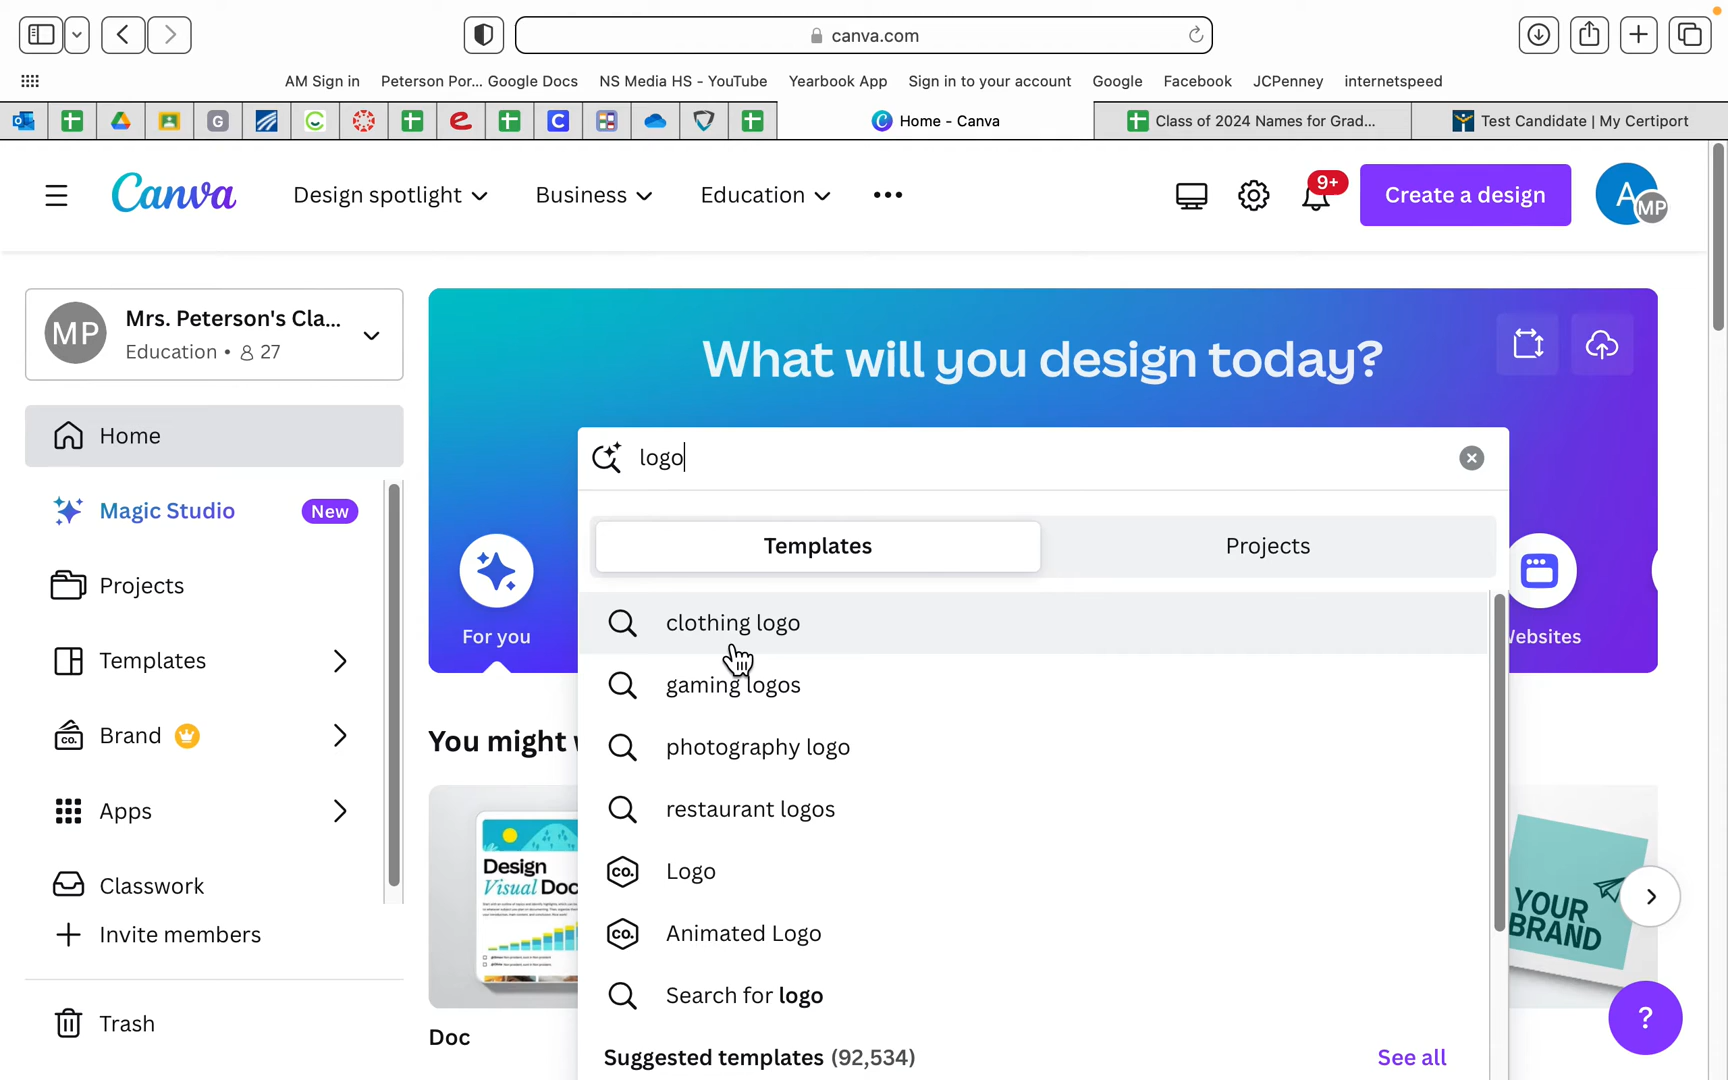 canva.com
AM Sign in Peterson Por... Google Docs NS Media HS - YouTube Yearbook App Sign in to your account Google Facebook JCPenney internetspeed
Home - Canva Class of 2024 Names for Grad... Test Candidate | My Certiport
Canva Design spotlight Business Education 9+ Create a design A MP
MP Mrs. Peterson's Cla...
Education • 27
What will you design today?
Home
logo
Magic Studio New
Templates Projects
Projects
clothing logo
For you
Websites
Templates
gaming logos
Brand
You might
photography logo
Apps
restaurant logos
Design
Visual Doc
co. Logo
YOUR
BRAND
Classwork
Invite members
co. Animated Logo
Search for logo
Trash
Doc
?
Suggested templates (92,534) See all